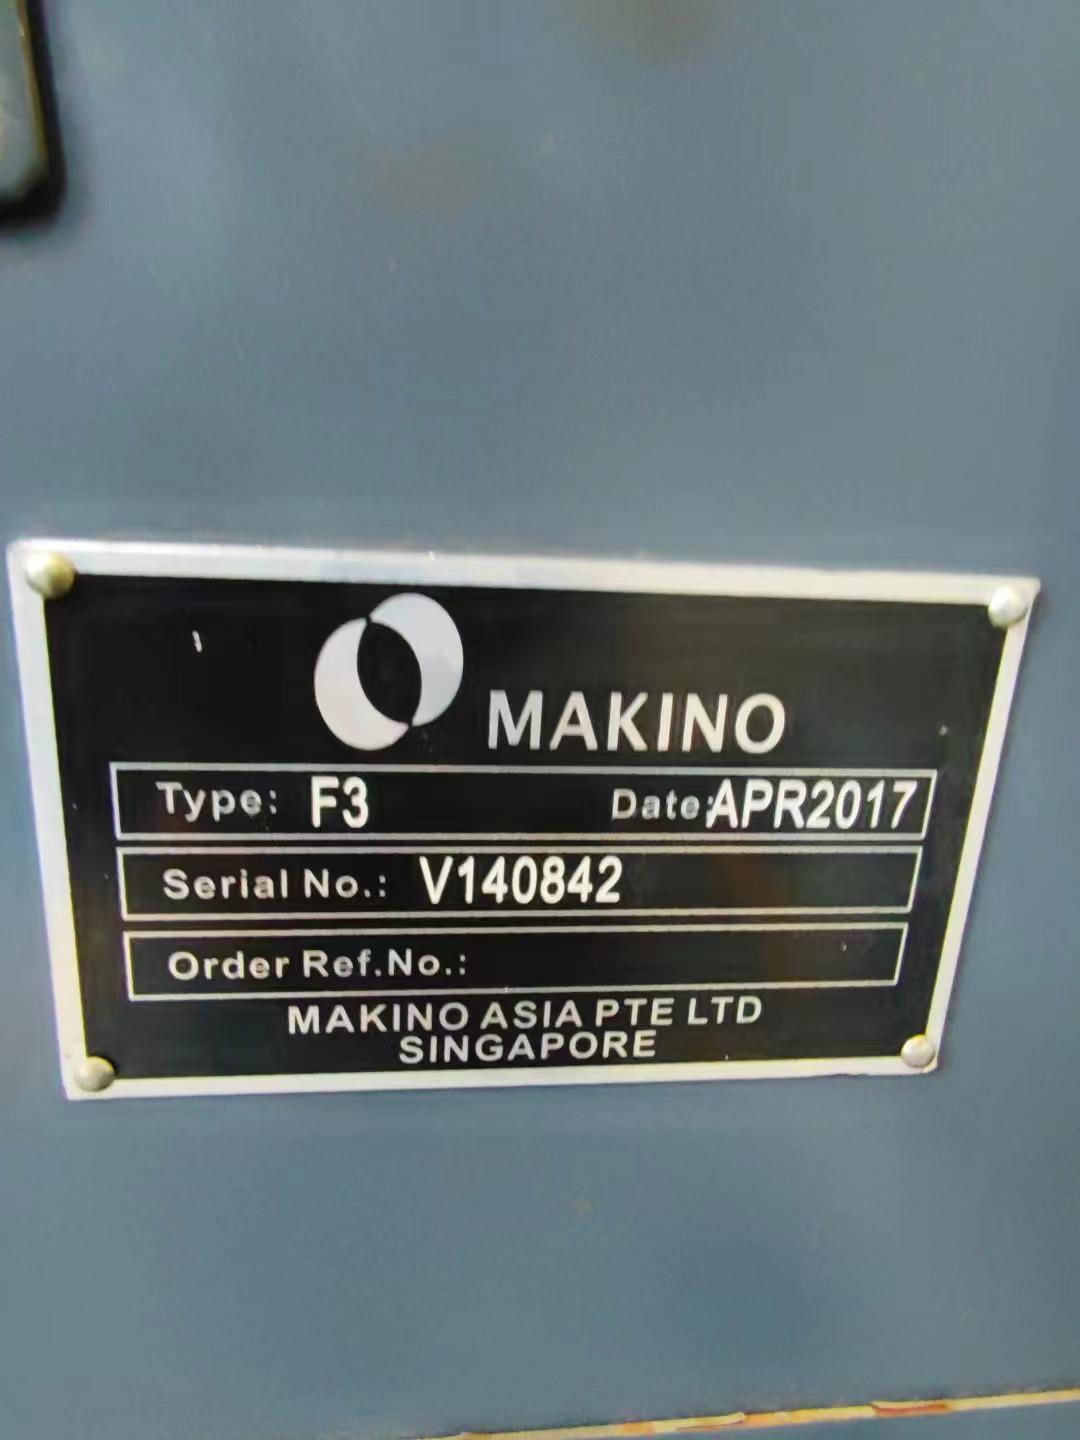 MAKINO
Type: F3 Date:APR2017
Serial No.: V140842
Order Ref.No.:
MAKINO ASIA PTE LTD
SINGAPORE